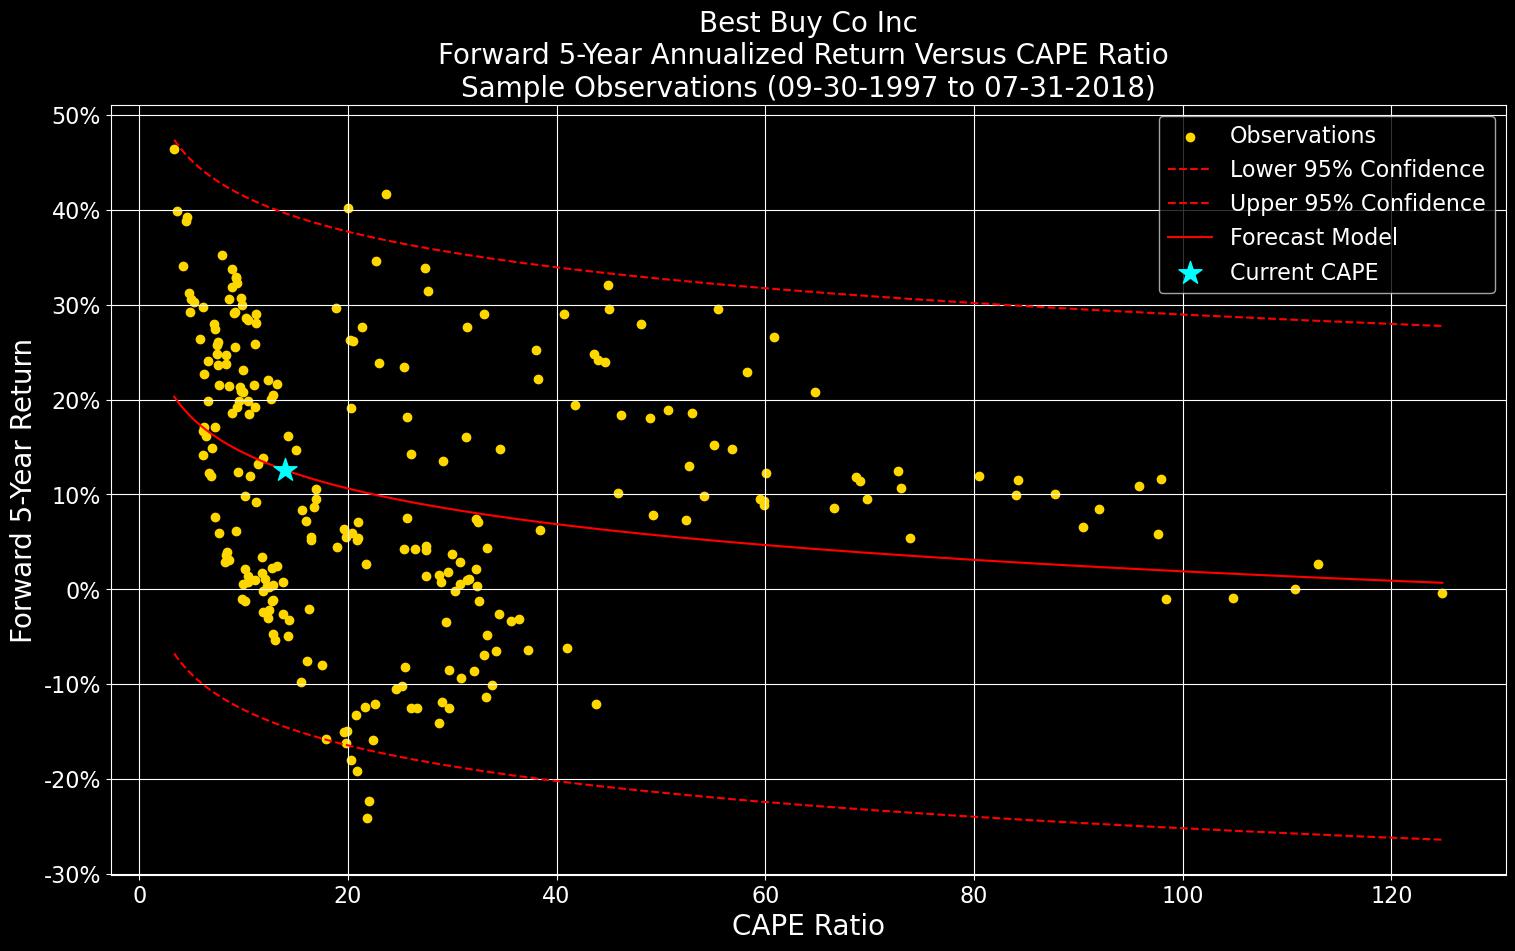 Best Buy Co Inc
Forward 5-Year Annualized Return Versus CAPE Ratio
Sample Observations (09-30-1997 to 07-31-2018)
50%
40%
30%
20%
10%
0%
-10%
-20%
-30%
Forward 5-Year Return
Observations
Lower 95% Confidence
Upper 95% Confidence
Forecast Model
Current CAPE
0 20 40 60 80 100 120
CAPE Ratio